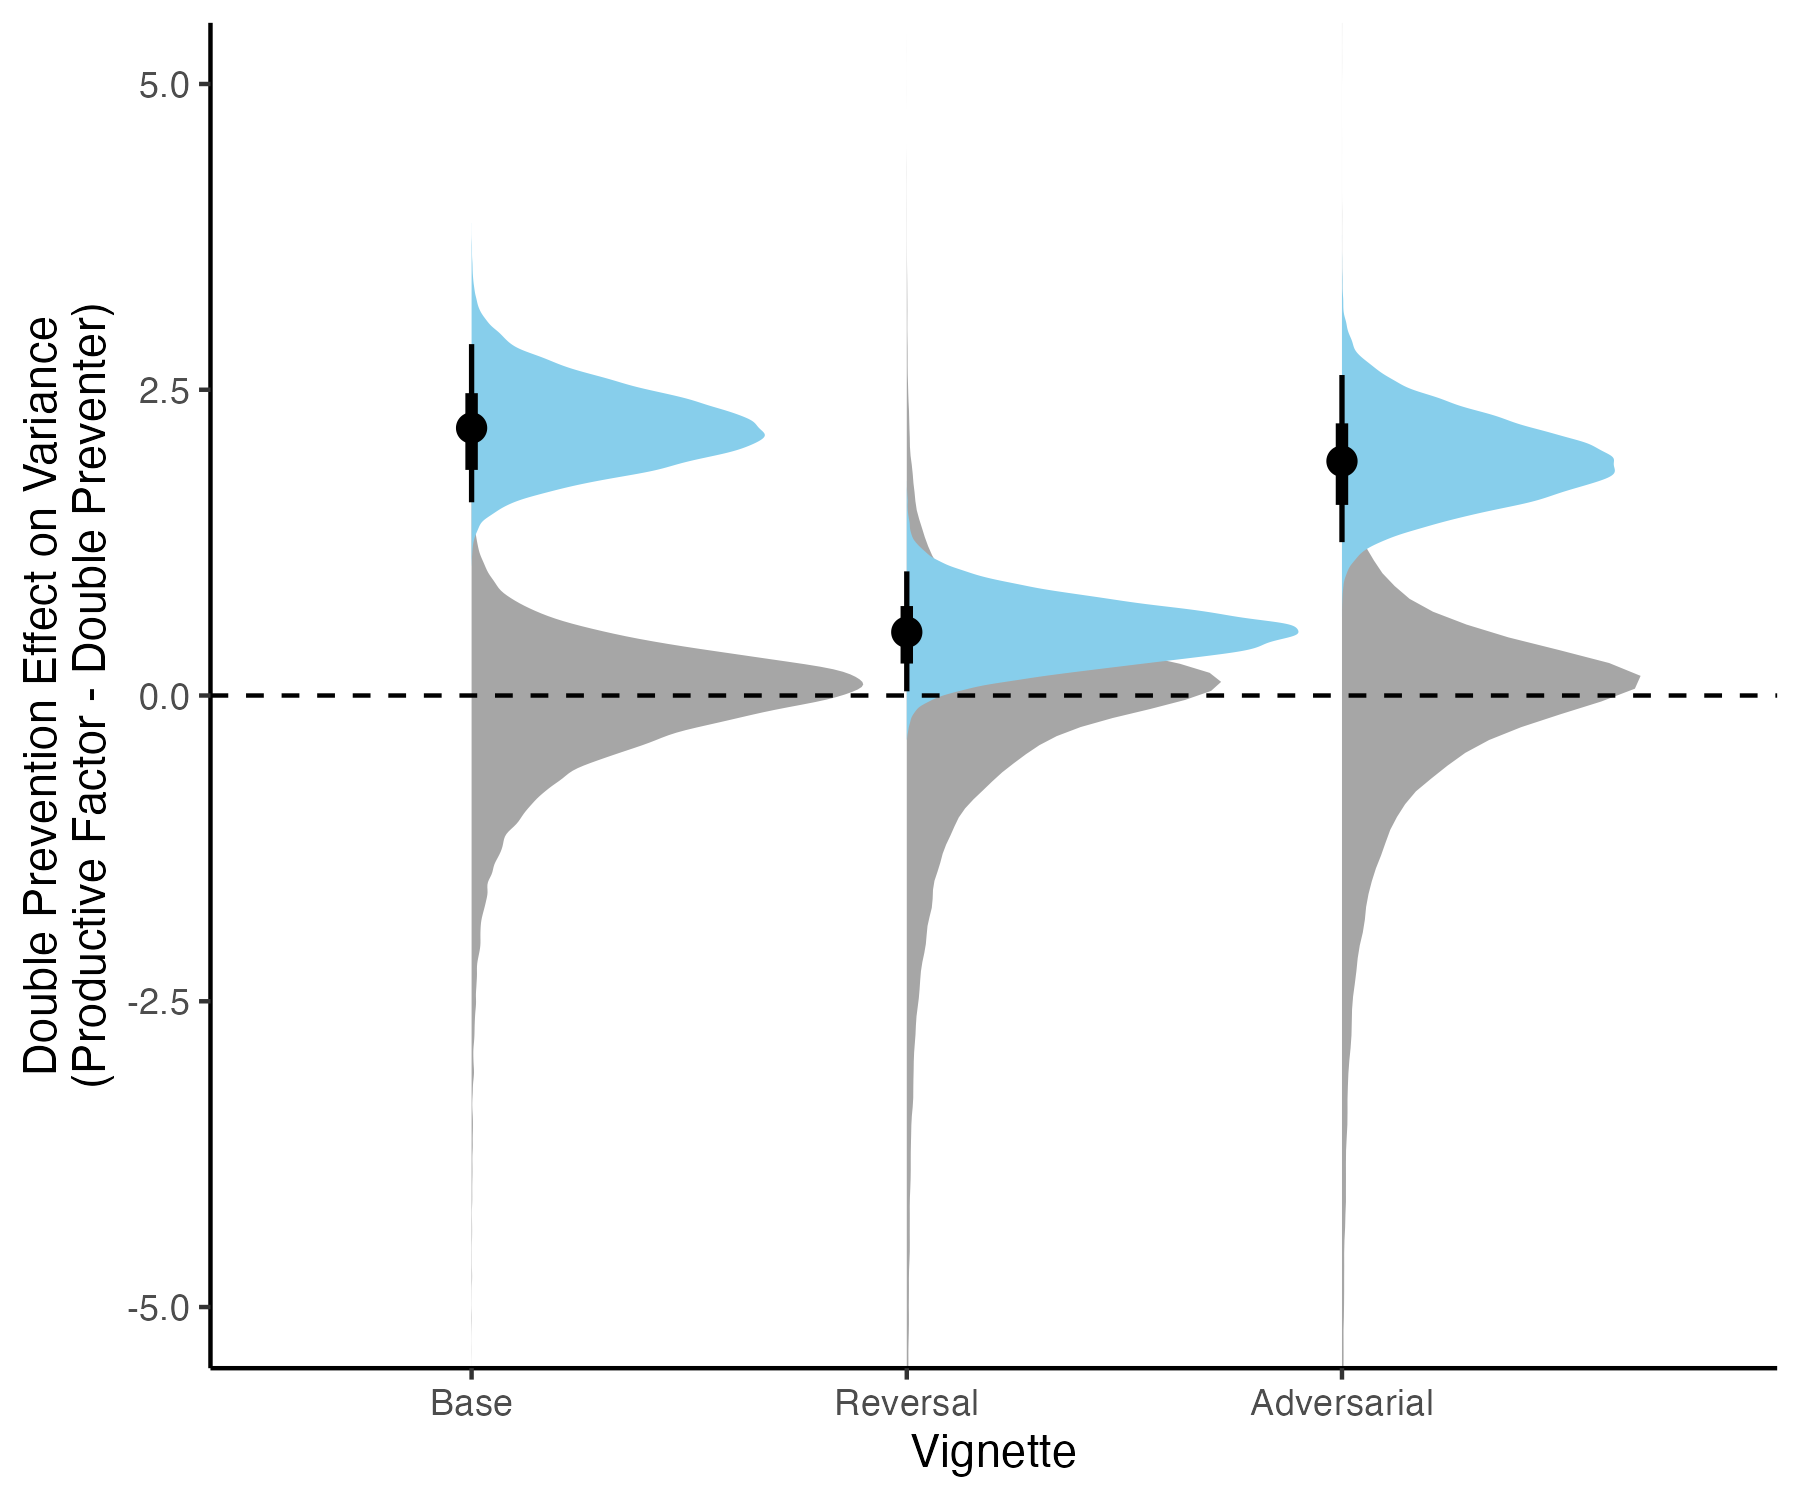 Double Prevention Effect on Variance
(Productive Factor - Double Preventer)
5.0
2.5
0.0
-2.5
-5.0
Base Reversal Adversarial
Vignette